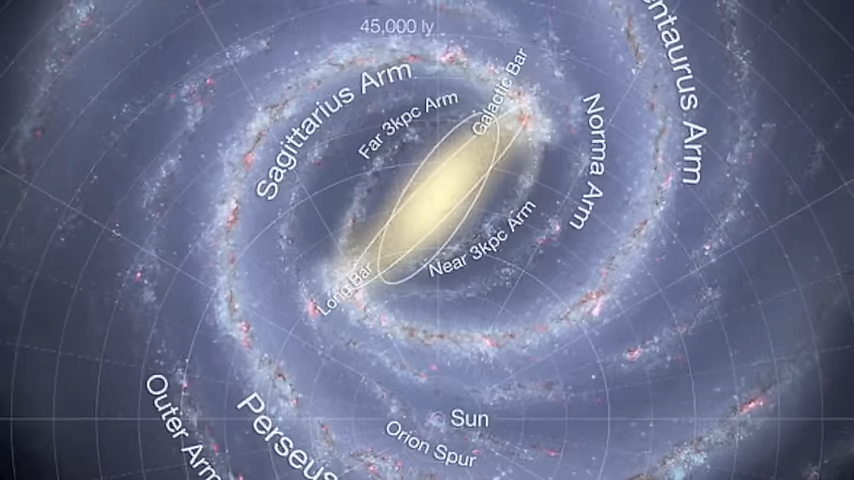 45,000 ly
entaurus Arm
Sagittarius Arm
Far 3kpc Arm
Galactic Bar
Norma Arm
Near 3kpc Arm
Long Bar
Outer Arm
Perseus
Sun
Orion Spur